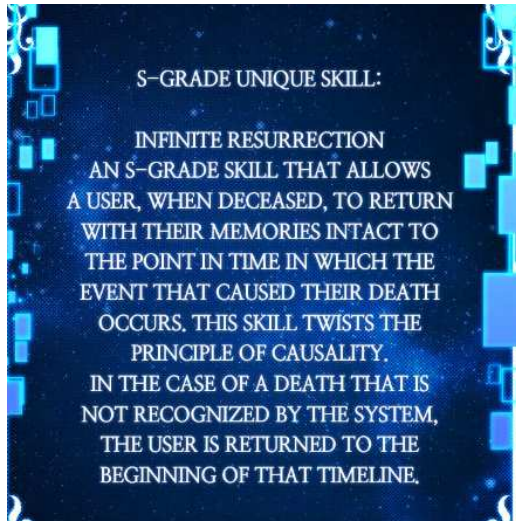 S-GRADE UNIQUE SKILL:
INFINITE RESURRECTION
AN S-GRADE SKILL THAT ALLOWS
A USER, WHEN DECEASED, TO RETURN
WITH THEIR MEMORIES INTACT TO
THE POINT IN TIME IN WHICH THE
EVENT THAT CAUSED THEIR DEATH
OCCURS. THIS SKILL TWISTS THE
PRINCIPLE OF CAUSALITY.
IN THE CASE OF A DEATH THAT IS
NOT RECOGNIZED BY THE SYSTEM,
THE USER IS RETURNED TO THE
BEGINNING OF THAT TIMELINE.